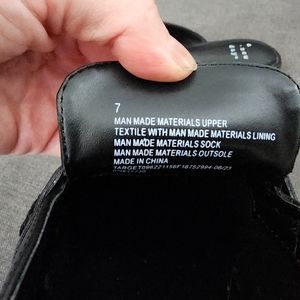 7
MAN MADE MATERIALS UPPER
TEXTILE WITH MAN MADE MATERIALS LINING
MAN MADE MATERIALS SOCK
MAN MADE MATERIALS OUTSOLE
MADE IN CHINA